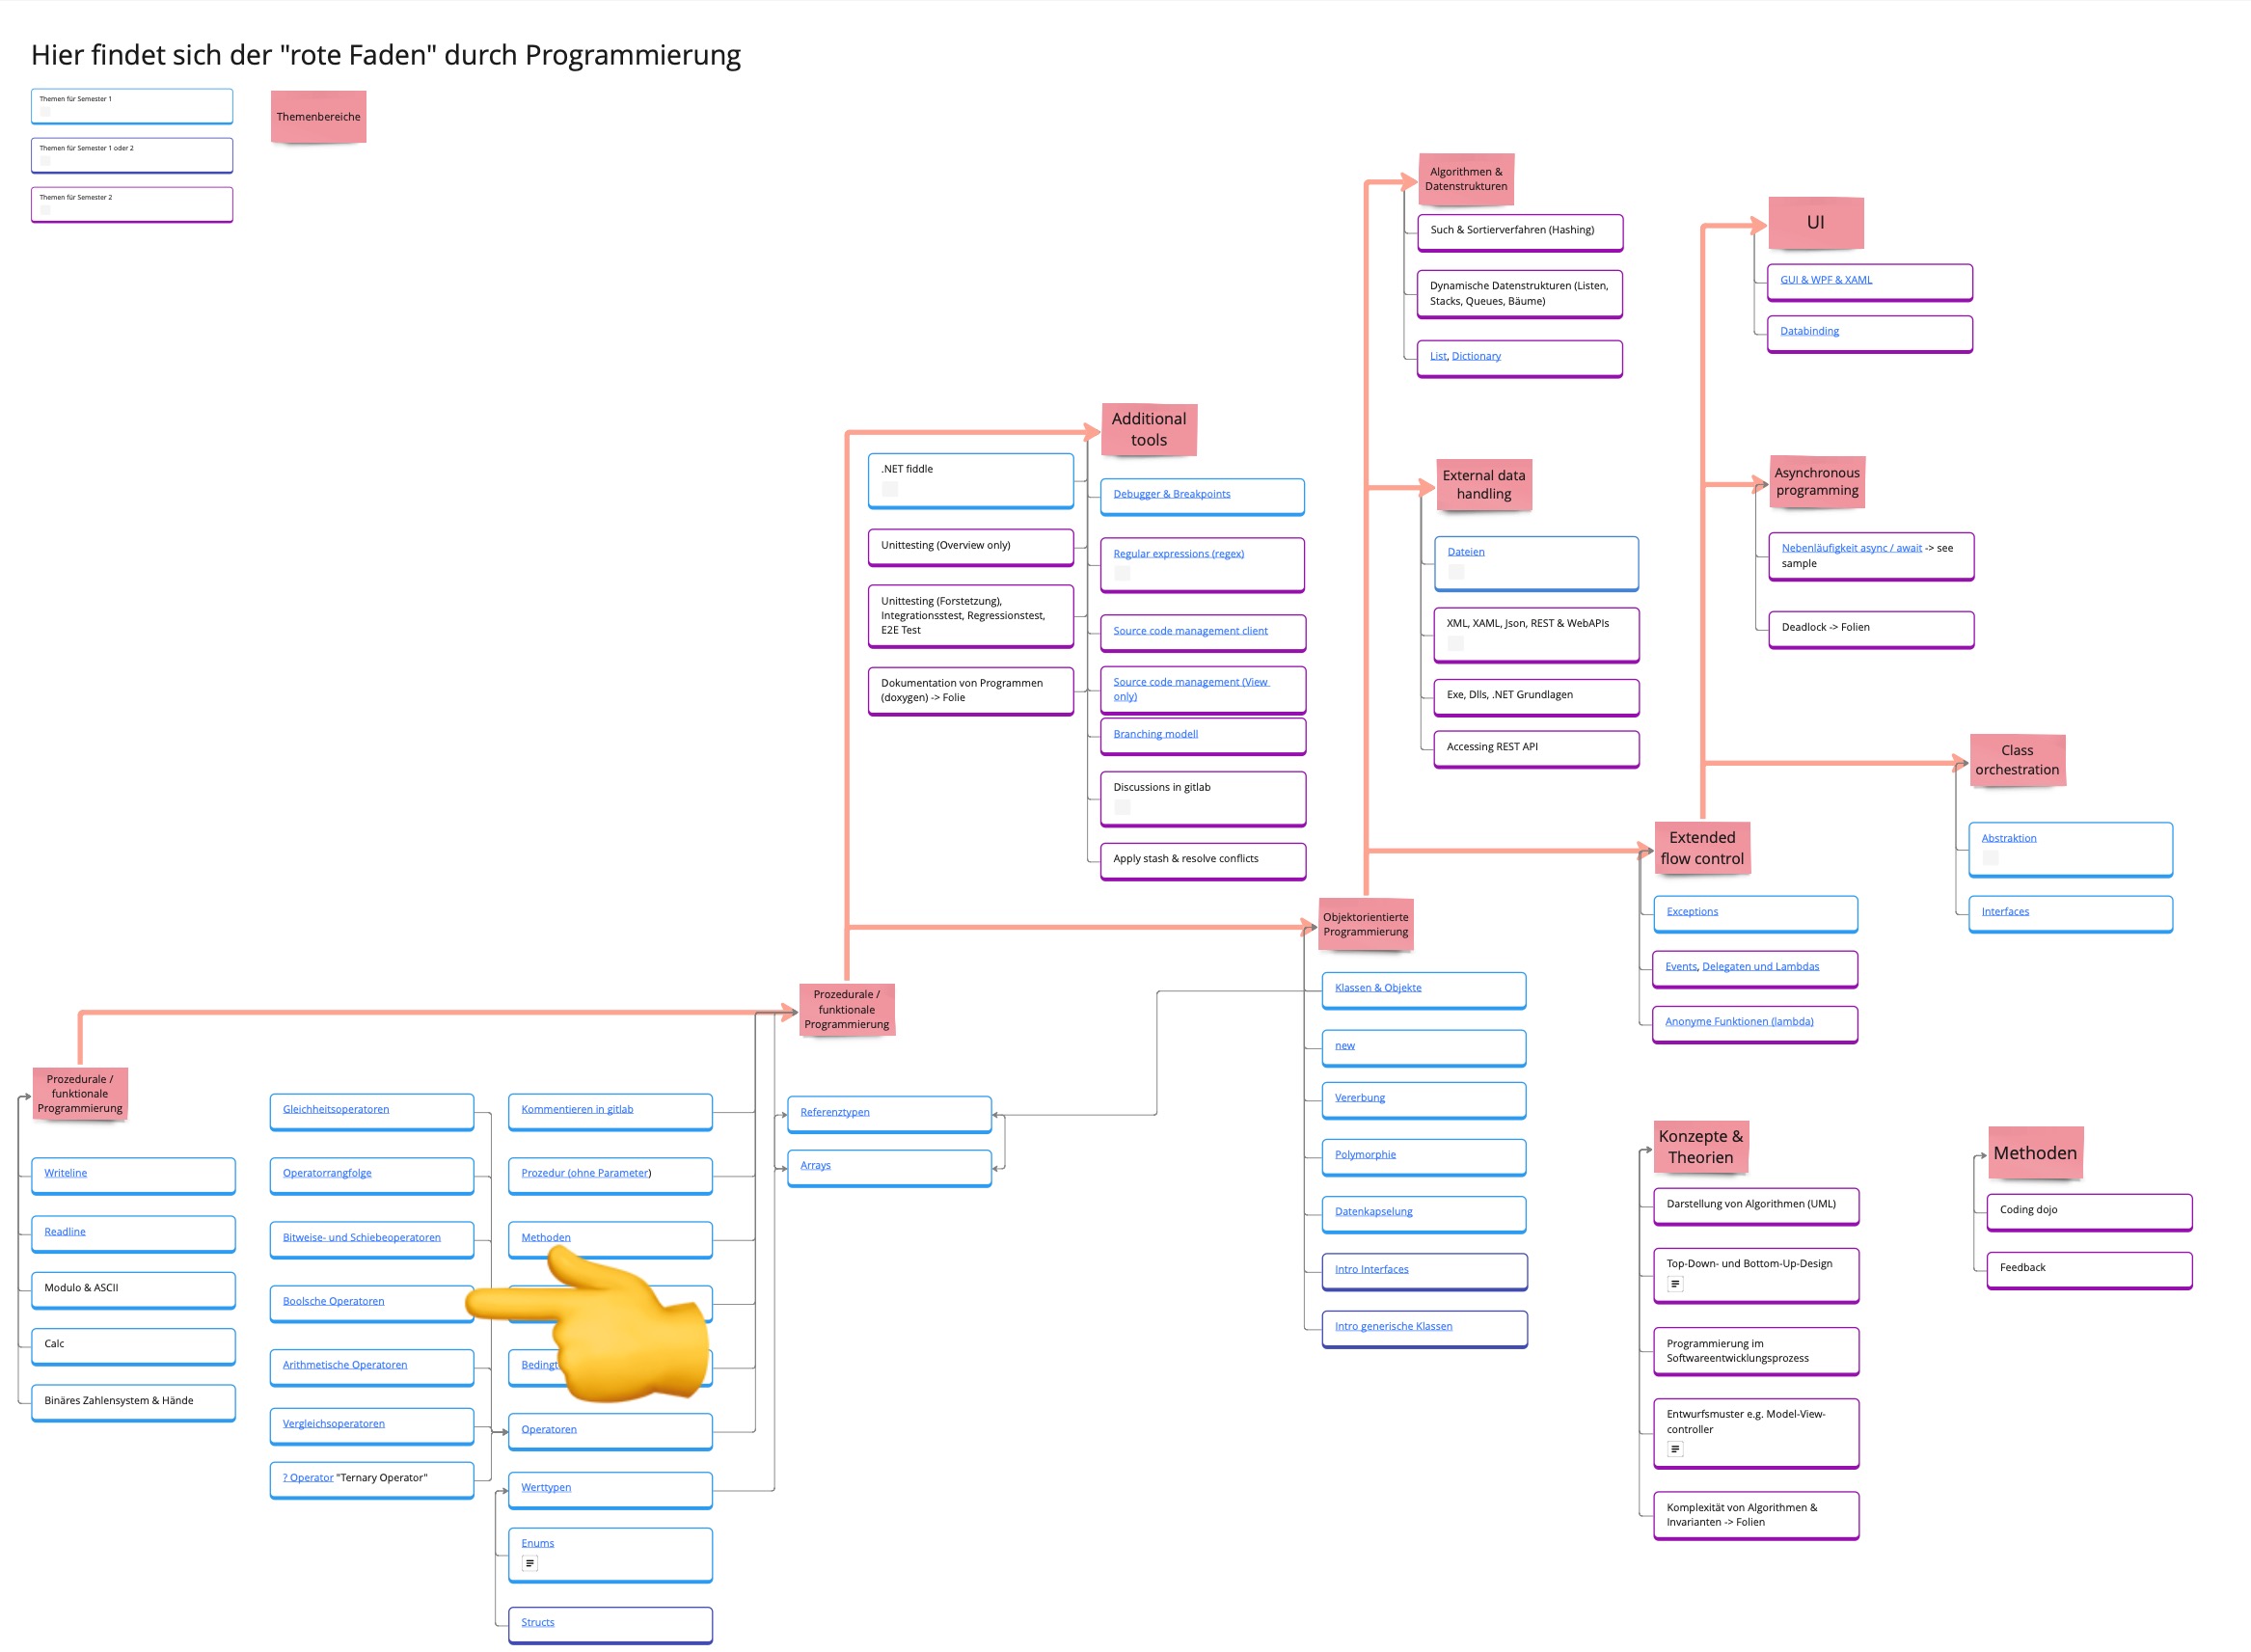 Hier findet sich der "rote Faden" durch Programmierung
Themen für Semester 1
Themen für Semester 1 oder 2
Themen für Semester 2
Themenbereiche
Algorithmen &
Datenstrukturen
Such & Sortierverfahren (Hashing)
Dynamische Datenstrukturen (Listen,
Stacks, Queues, Bäume)
List, Dictionary
UI
GUI & WPF & XAML
Databinding
Additional
tools
.NET fiddle
Unittesting (Overview only)
Unittesting (Forstetzung),
Integrationsstest, Regressionstest,
E2E Test
Dokumentation von Programmen
(doxygen) -> Folie
Debugger & Breakpoints
Regular expressions (regex)
Source code management client
Source code management (View
only)
Branching modell
Discussions in gitlab
Apply stash & resolve conflicts
External data
handling
Dateien
XML, XAML, Json, REST & WebAPIs
Exe, Dlls, .NET Grundlagen
Accessing REST API
Asynchronous
programming
Nebenläufigkeit async / await -> see
sample
Deadlock -> Folien
Class
orchestration
Abstraktion
Interfaces
Extended
flow control
Exceptions
Events, Delegaten und Lambdas
Anonyme Funktionen (lambda)
Objektorientierte
Programmierung
Klassen & Objekte
new
Vererbung
Polymorphie
Datenkapselung
Intro Interfaces
Intro generische Klassen
Prozedurale /
funktionale
Programmierung
Referenztypen
Arrays
Prozedurale /
funktionale
Programmierung
Writeline
Readline
Modulo & ASCII
Calc
Binäres Zahlensystem & Hände
Gleichheitsoperatoren
Operatorrangfolge
Bitweise- und Schiebeoperatoren
Boolsche Operatoren
Arithmetische Operatoren
Vergleichsoperatoren
? Operator "Ternary Operator"
Kommentieren in gitlab
Prozedur (ohne Parameter)
Methoden
Operatoren
Werttypen
Enums
Structs
Konzepte &
Theorien
Darstellung von Algorithmen (UML)
Top-Down- und Bottom-Up-Design
Programmierung im
Softwareentwicklungsprozess
Entwurfsmuster e.g. Model-View-
controller
Komplexität von Algorithmen &
Invarianten -> Folien
Methoden
Coding dojo
Feedback